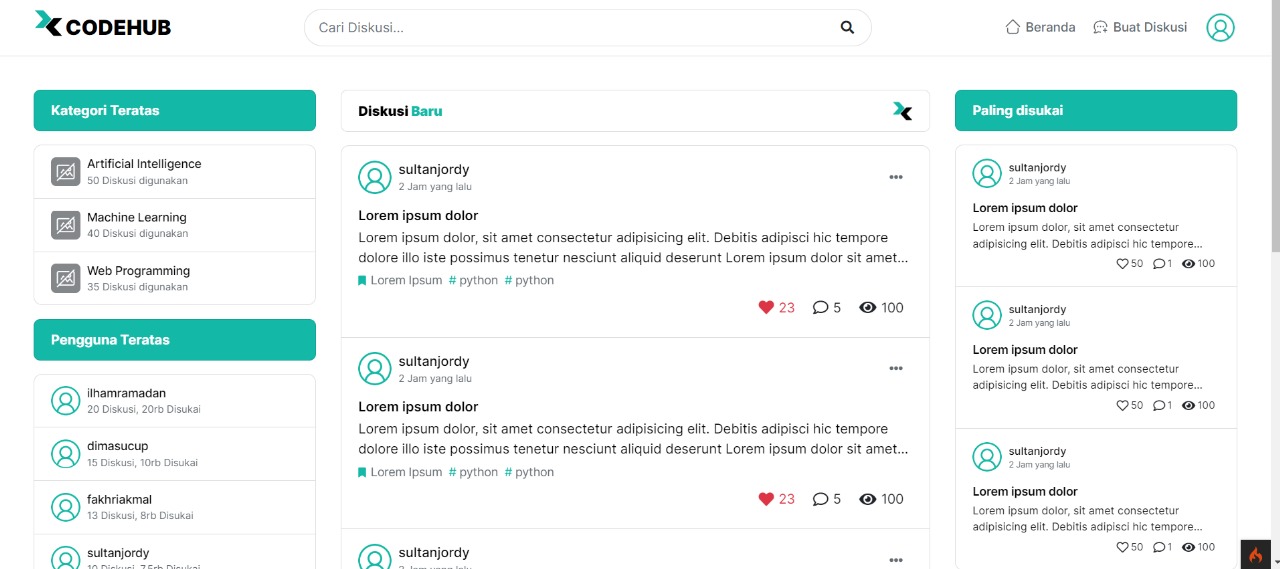 CODEHUB
Cari Diskusi...
Beranda
Buat Diskusi
Kategori Teratas
Artificial Intelligence
50 Diskusi digunakan
Machine Learning
40 Diskusi digunakan
Web Programming
35 Diskusi digunakan
Pengguna Teratas
ilhamramadan
20 Diskusi, 20rb Disukai
dimasucup
15 Diskusi, 10rb Disukai
fakhriakmal
13 Diskusi, 8rb Disukai
sultanjordy
Diskusi Baru
sultanjordy
2 Jam yang lalu
Lorem ipsum dolor
Lorem ipsum dolor, sit amet consectetur adipisicing elit. Debitis adipisci hic tempore
dolore illo iste possimus tenetur nesciunt aliquid deserunt Lorem ipsum dolor sit amet...
Lorem Ipsum # python # python
23 5 100
sultanjordy
2 Jam yang lalu
Lorem ipsum dolor
Lorem ipsum dolor, sit amet consectetur adipisicing elit. Debitis adipisci hic tempore
dolore illo iste possimus tenetur nesciunt aliquid deserunt Lorem ipsum dolor sit amet...
Lorem Ipsum # python # python
23 5 100
sultanjordy
Paling disukai
sultanjordy
2 Jam yang lalu
Lorem ipsum dolor
Lorem ipsum dolor, sit amet consectetur
adipisicing elit. Debitis adipisci hic tempore...
50 1 100
sultanjordy
2 Jam yang lalu
Lorem ipsum dolor
Lorem ipsum dolor, sit amet consectetur
adipisicing elit. Debitis adipisci hic tempore...
50 1 100
sultanjordy
2 Jam yang lalu
Lorem ipsum dolor
Lorem ipsum dolor, sit amet consectetur
adipisicing elit. Debitis adipisci hic tempore...
50 1 100